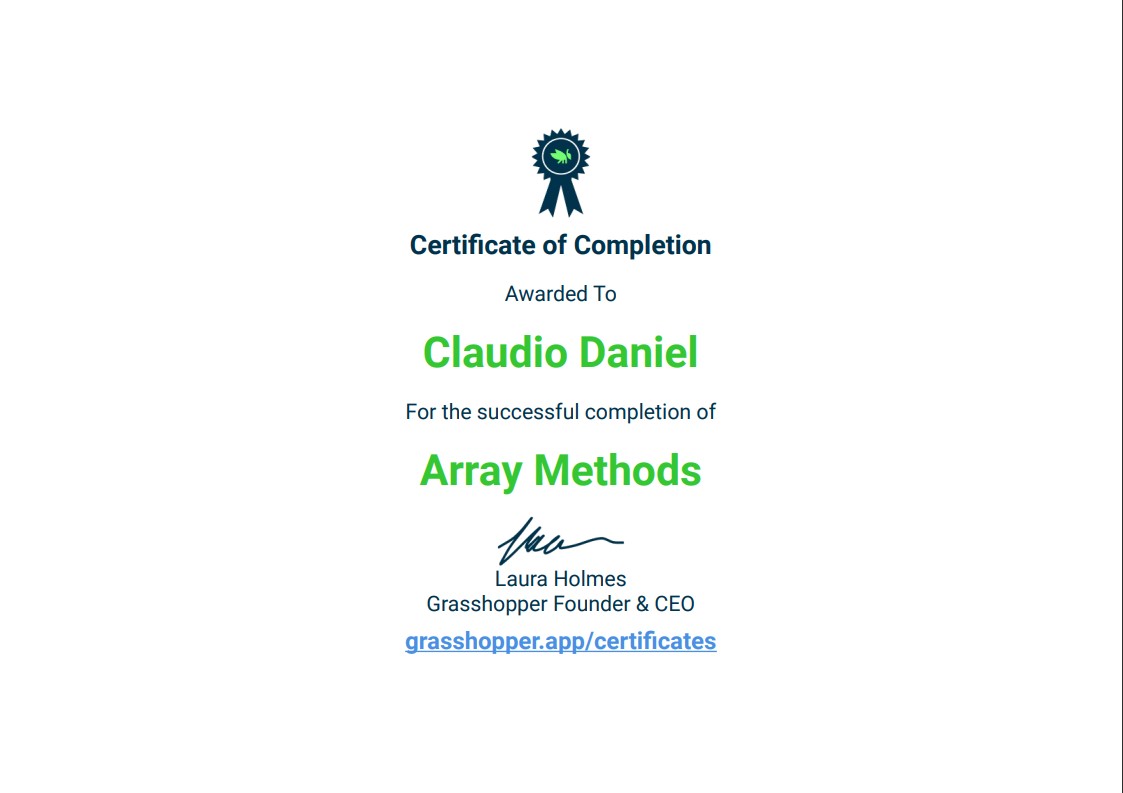 Certificate of Completion
Awarded To
Claudio Daniel
For the successful completion of
Array Methods
Laura Holmes
Grasshopper Founder & CEO
grasshopper.app/certificates